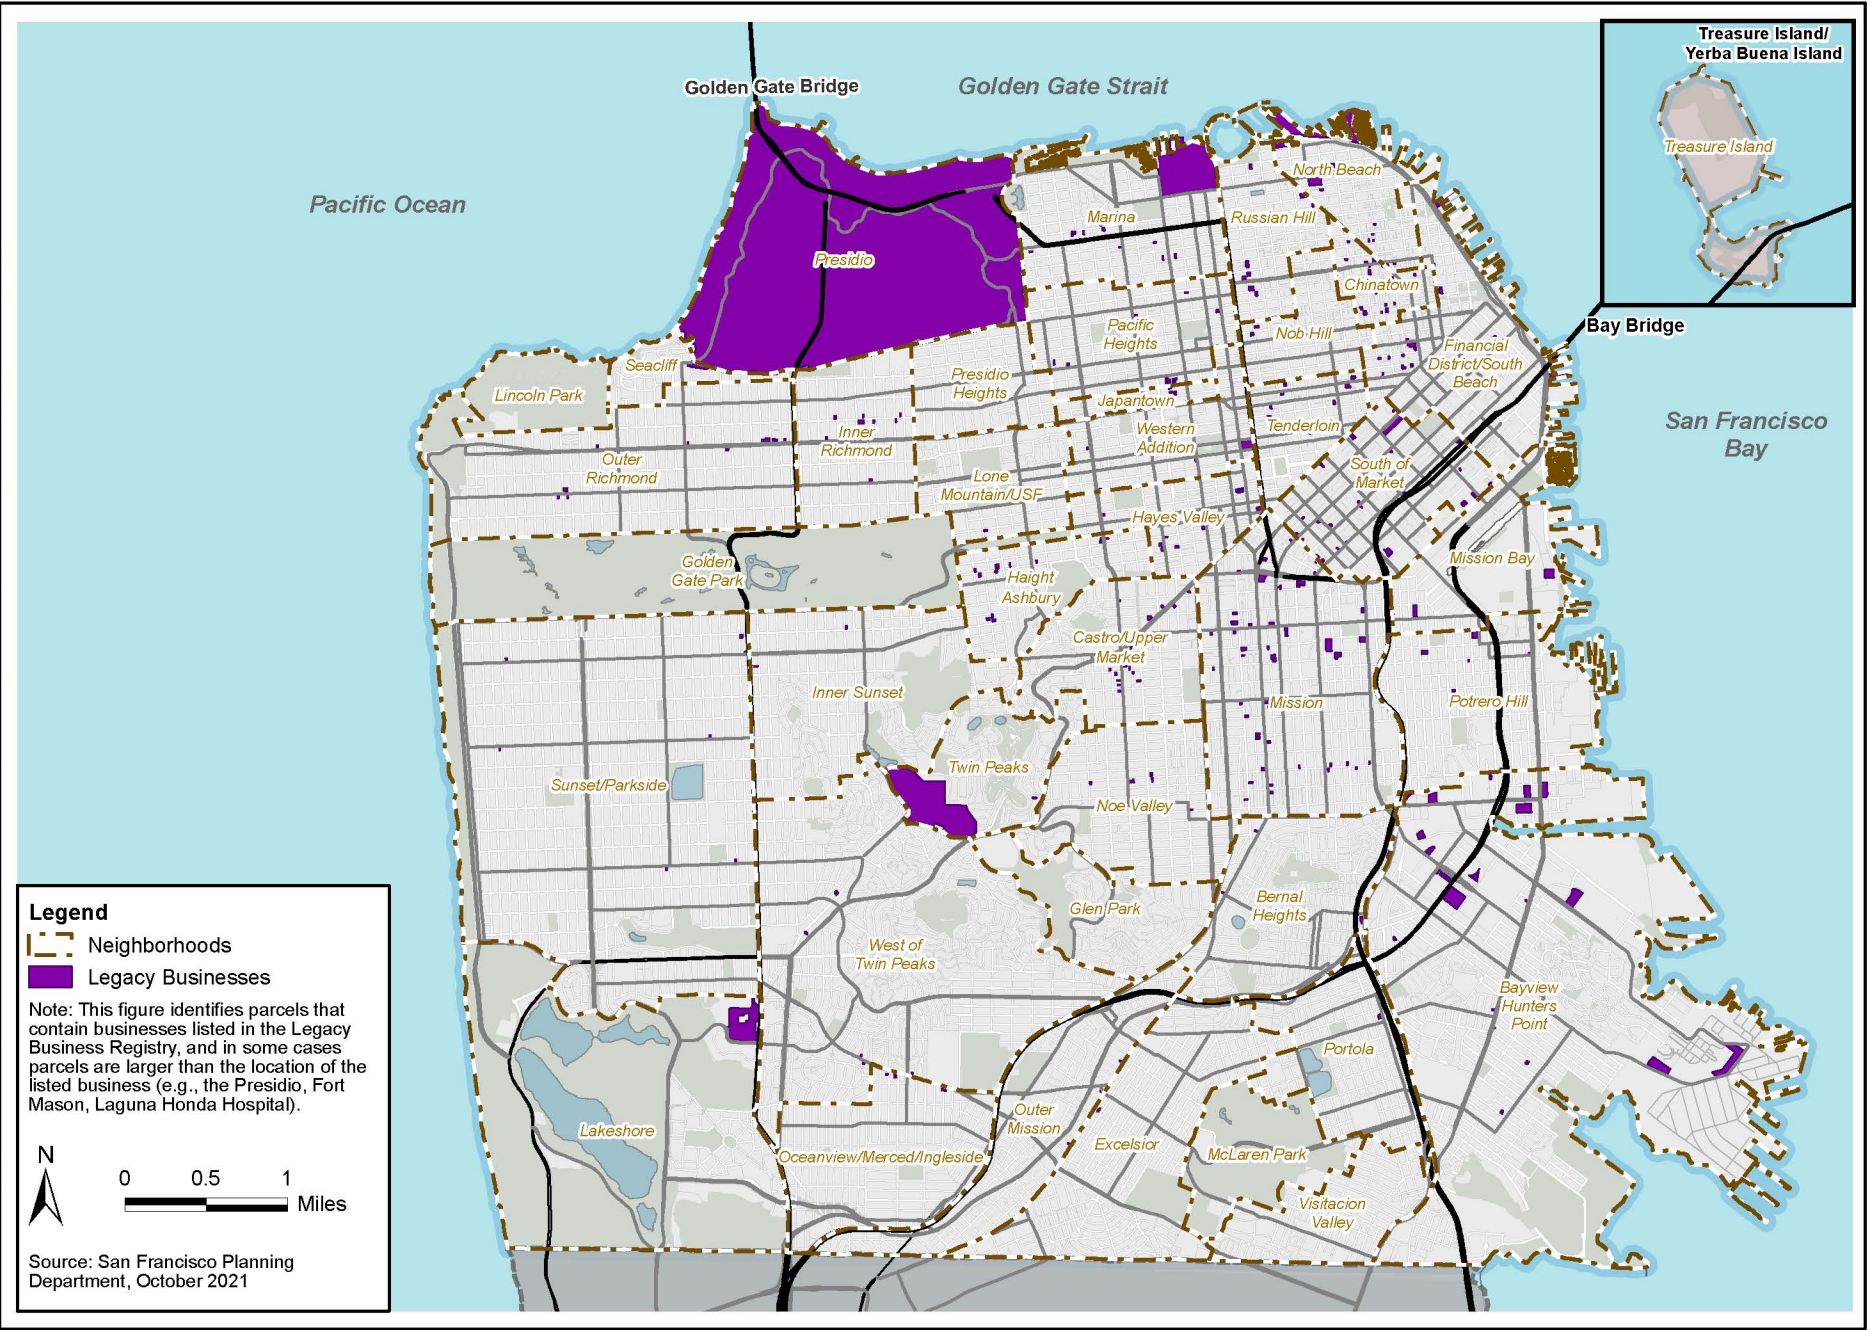 Treasure Island/
Yerba Buena Island
Golden Gate Bridge
Golden Gate Strait
Treasure Island
North Beach
Pacific Ocean
Marina
Russian Hill
Presidio
Chinatown
Bay Bridge
Pacific
Heights
Nob Hill
Financial
District/South
Beach
Seacliff
Lincoln Park
Presidio
Heights
Japantown
San Francisco
Bay
Inner
Richmond
Western
Addition
Tenderloin
Outer
Richmond
Lone
Mountain/USF
South of
Market
Hayes Valley
Golden
Gate Park
Haight
Ashbury
Mission Bay
Castro/Upper
Market
Inner Sunset
Mission
Potrero Hill
Sunset/Parkside
Twin Peaks
Noe Valley
Glen Park
Bernal
Heights
West of
Twin Peaks
Bayview
Hunters
Point
Portola
Outer
Mission
Lakeshore
Oceanview/Merced/Ingleside
Excelsior
McLaren Park
Visitacion
Valley
Legend
Neighborhoods
Legacy Businesses
Note: This figure identifies parcels that
contain businesses listed in the Legacy
Business Registry, and in some cases
parcels are larger than the location of the
listed business (e.g., the Presidio, Fort
Mason, Laguna Honda Hospital).
N
0 0.5 1
Miles
Source: San Francisco Planning
Department, October 2021